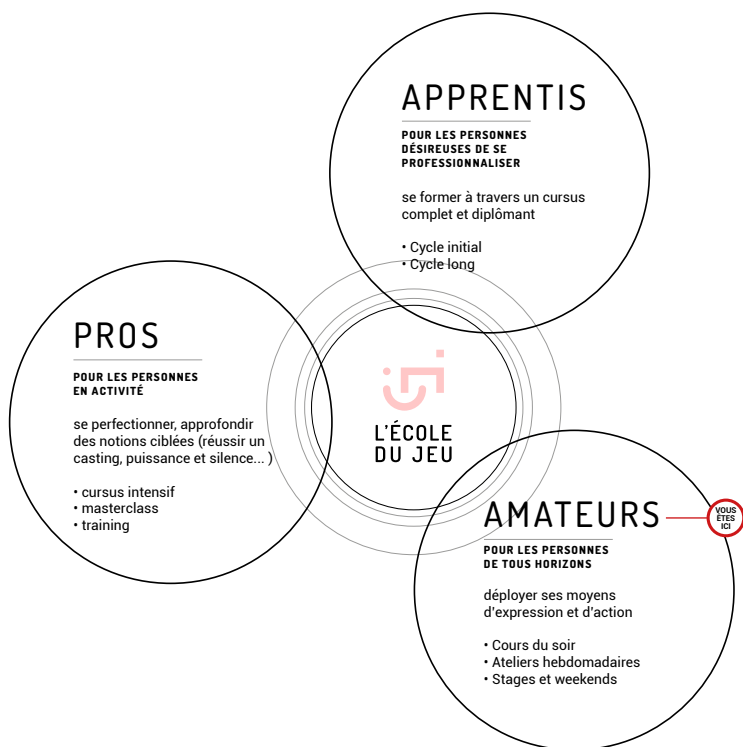 APPRENTIS
POUR LES PERSONNES
DÉSIREUSES DE SE
PROFESSIONNALISER
se former à travers un cursus
complet et diplômant
• Cycle initial
• Cycle long
PROS
POUR LES PERSONNES
EN ACTIVITÉ
se perfectionner, approfondir
des notions ciblées (réussir un
casting, puissance et silence... )
• cursus intensif
• masterclass
• training
L'ÉCOLE
DU JEU
AMATEURS
VOUS
ÊTES
ICI
POUR LES PERSONNES
DE TOUS HORIZONS
déployer ses moyens
d'expression et d'action
• Cours du soir
• Ateliers hebdomadaires
• Stages et weekends